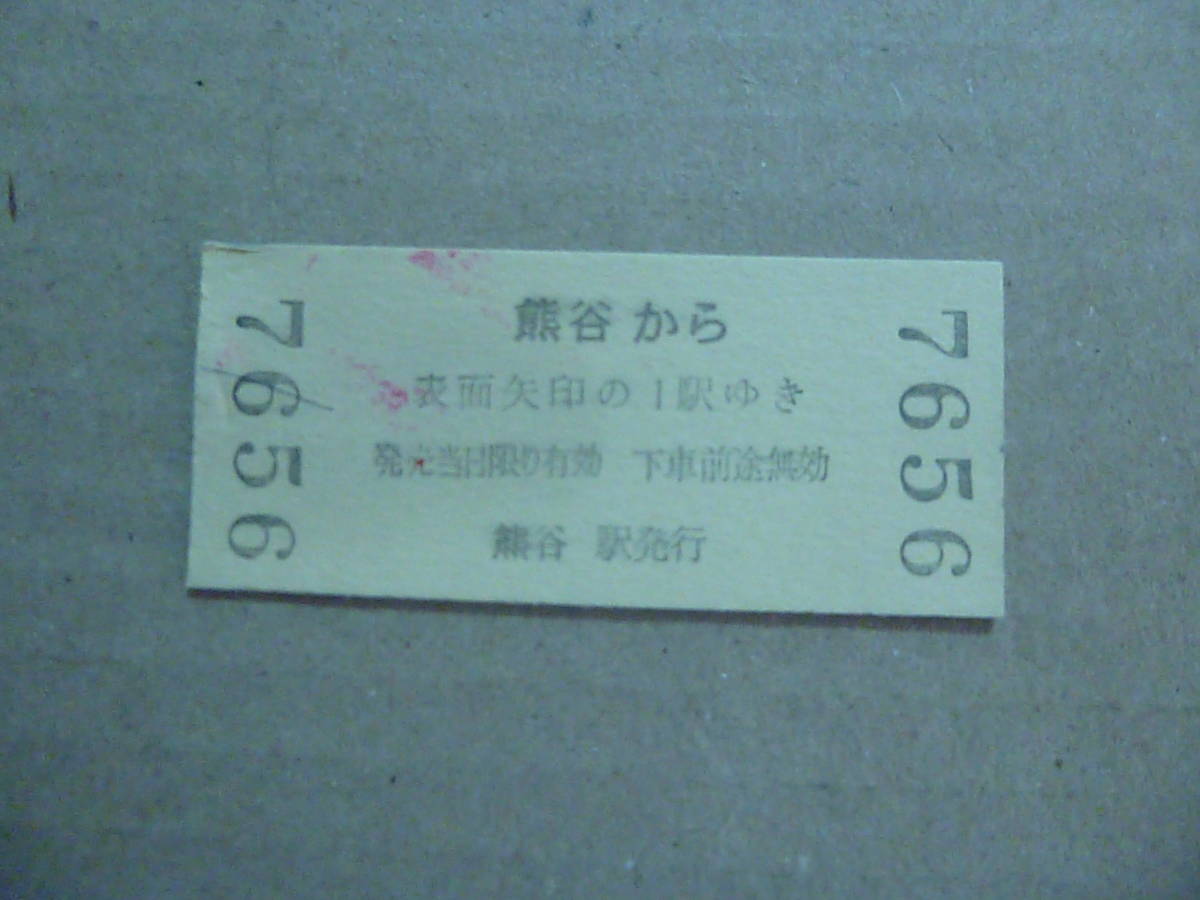 7656
熊谷 から
表面矢印の1駅ゆき
発売当日限り有効 下車前途無効
熊谷 駅発行
7656